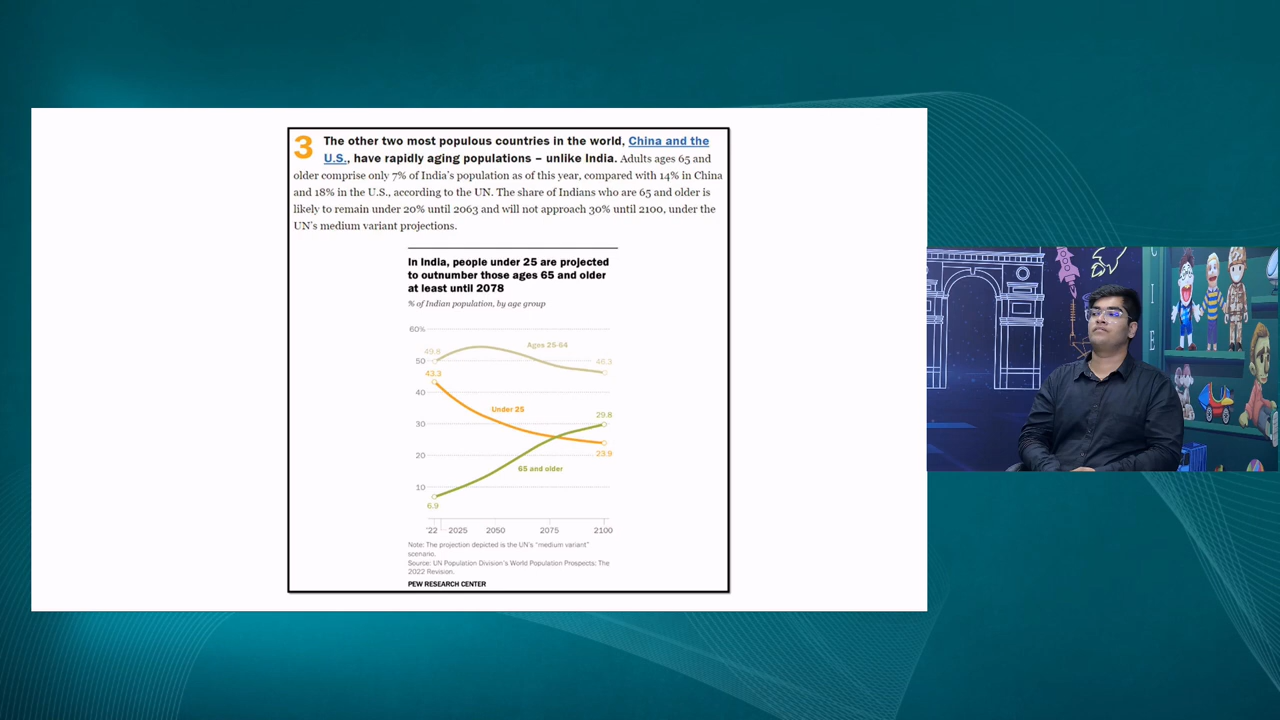 3 The other two most populous countries in the world, China and the
U.S., have rapidly aging populations – unlike India. Adults ages 65 and
older comprise only 7% of India's population as of this year, compared with 14% in China
and 18% in the U.S., according to the UN. The share of Indians who are 65 and older is
likely to remain under 20% until 2063 and will not approach 30% until 2100, under the
UN's medium variant projections.
In India, people under 25 are projected
to outnumber those ages 65 and older
at least until 2078
% of Indian population, by age group
60%
Ages 25-64
49.8
50
46.3
43.3
40
Under 25
30
29.8
20
23.9
65 and older
10
6.9
'22 2025 2050 2075 2100
Note: The projection depicted is the UN's "medium variant"
scenario.
Source: UN Population Division's World Population Prospects: The
2022 Revision.
PEW RESEARCH CENTER